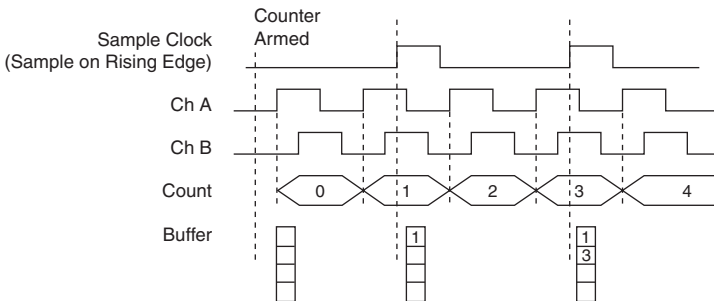 Counter
Armed
Sample Clock
(Sample on Rising Edge)
Ch A
Ch B
Count 0 1 2 3 4
Buffer
1 1
3